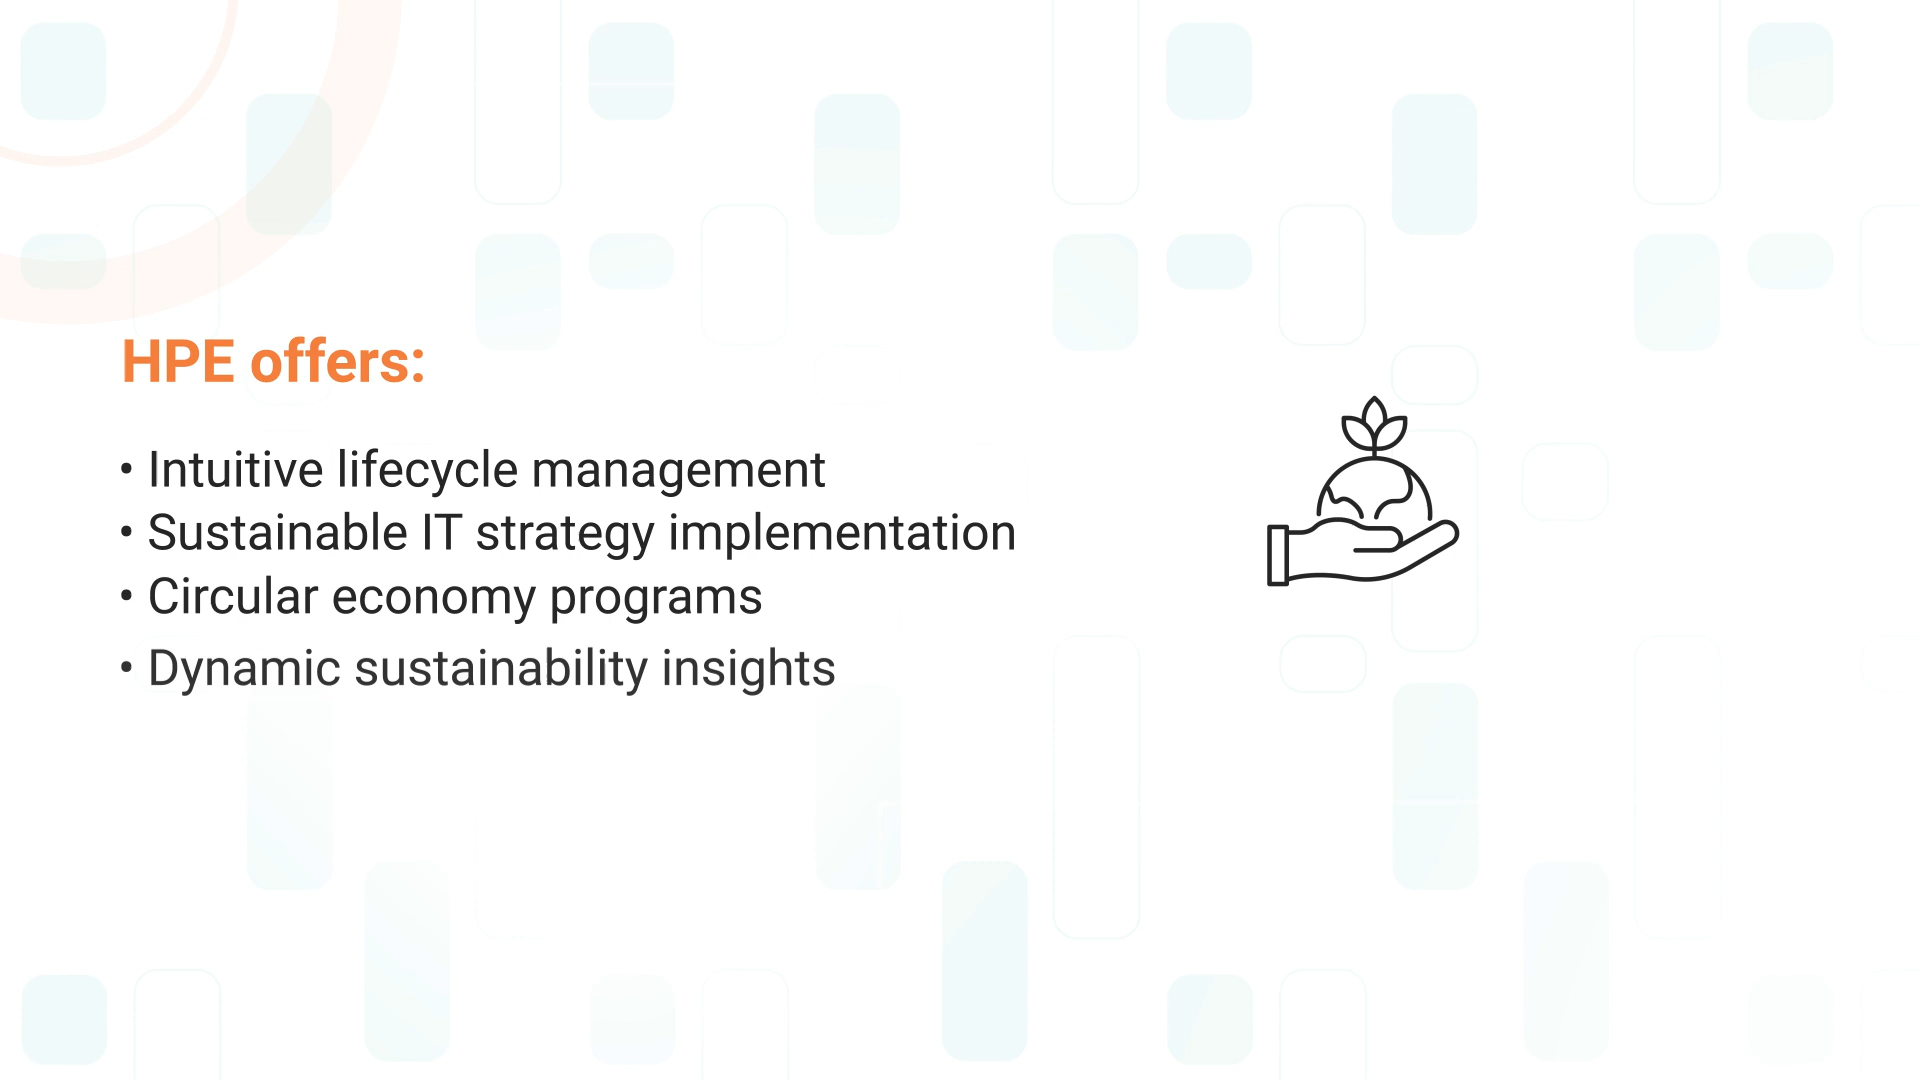 HPE offers:
• Intuitive lifecycle management
• Sustainable IT strategy implementation
• Circular economy programs
• Dynamic sustainability insights